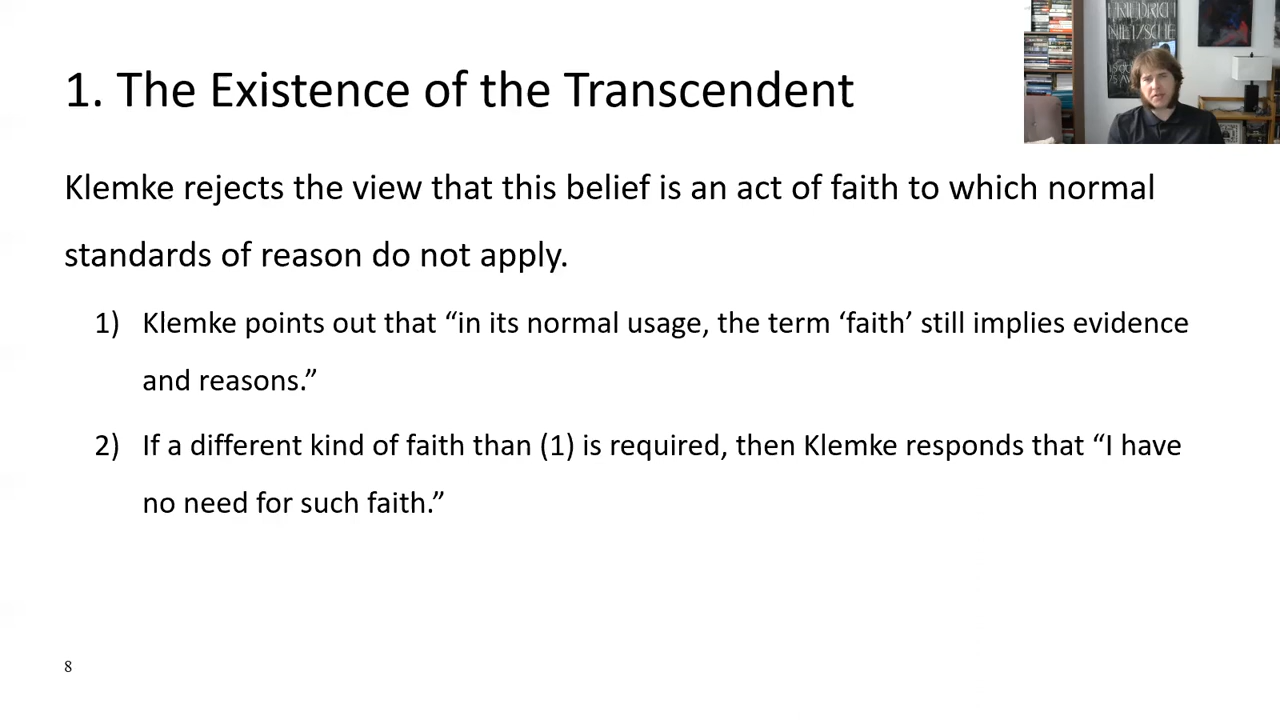 1. The Existence of the Transcendent
FRIEDRICH
NIETZSCHE
Klemke rejects the view that this belief is an act of faith to which normal
standards of reason do not apply.
1) Klemke points out that “in its normal usage, the term ‘faith’ still implies evidence
and reasons.”
2) If a different kind of faith than (1) is required, then Klemke responds that “I have
no need for such faith.”
8